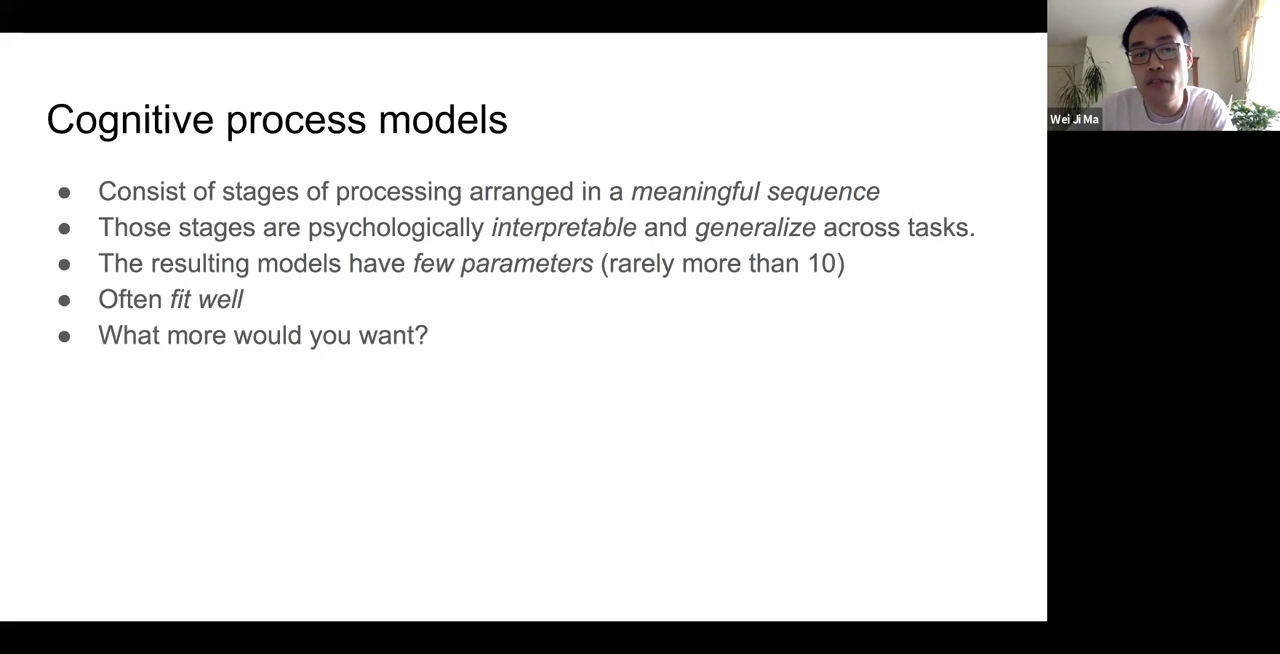 Cognitive process models
● Consist of stages of processing arranged in a meaningful sequence
● Those stages are psychologically interpretable and generalize across tasks.
● The resulting models have few parameters (rarely more than 10)
● Often fit well
● What more would you want?
Wei Ji Ma